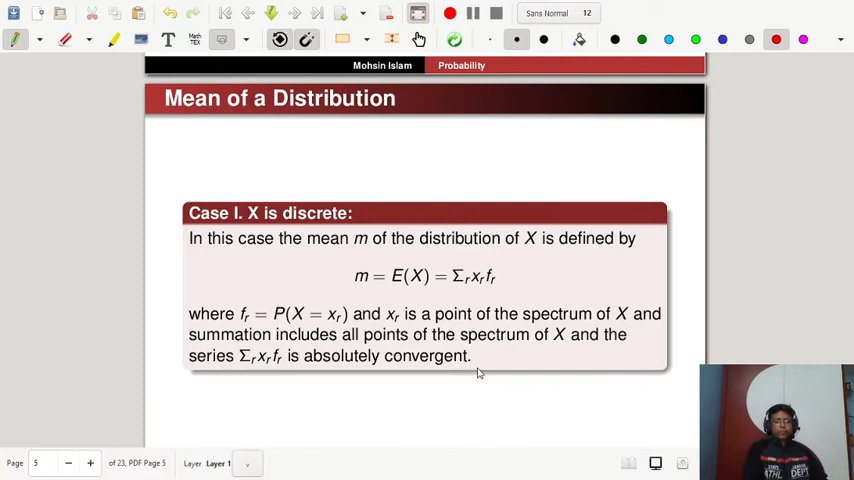 Sans Normal 12
Math
TEX
Mohsin Islam Probability
Mean of a Distribution
Case I. X is discrete:
In this case the mean m of the distribution of X is defined by
m = E(X) = Σᵣxᵣfᵣ
where fᵣ = P(X = xᵣ) and xᵣ is a point of the spectrum of X and
summation includes all points of the spectrum of X and the
series Σᵣxᵣfᵣ is absolutely convergent.
Page 5 of 23, PDF Page 5 Layer Layer 1